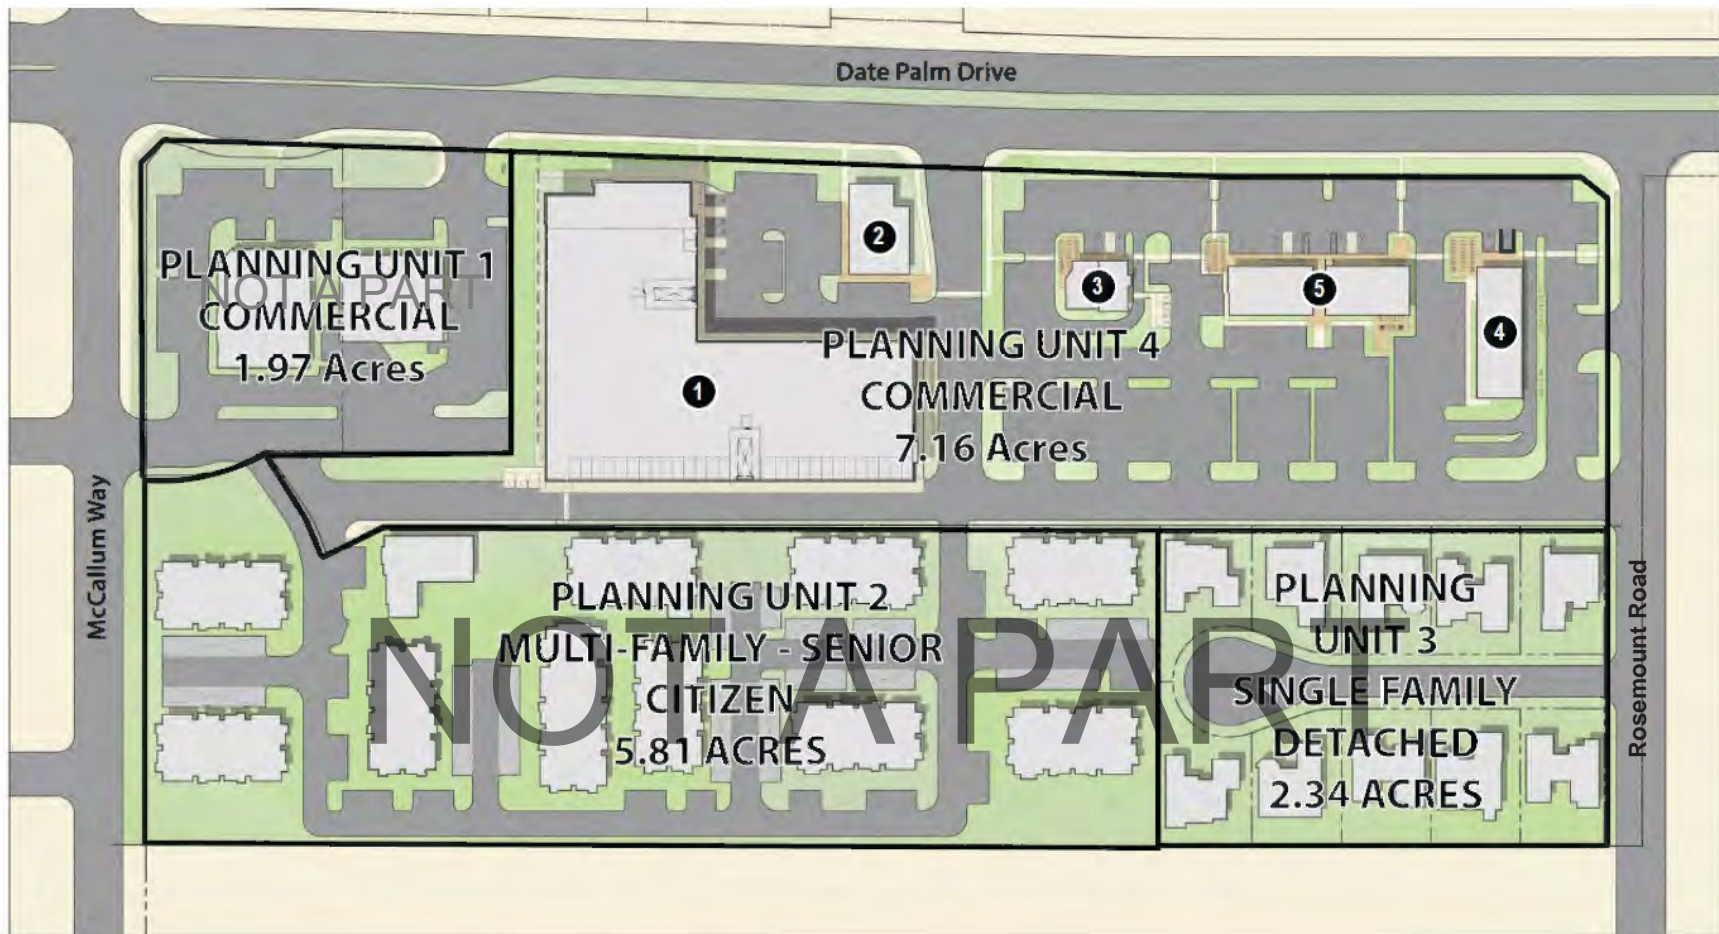 Date Palm Drive
PLANNING UNIT 1
NOT A PART
COMMERCIAL
1.97 Acres
2
3
5
4
1
PLANNING UNIT 4
COMMERCIAL
7.16 Acres
McCallum Way
PLANNING UNIT 2
MULTI-FAMILY - SENIOR
CITIZEN
5.81 ACRES
NOT A PART
PLANNING
UNIT 3
SINGLE FAMILY
DETACHED
2.34 ACRES
Rosemount Road